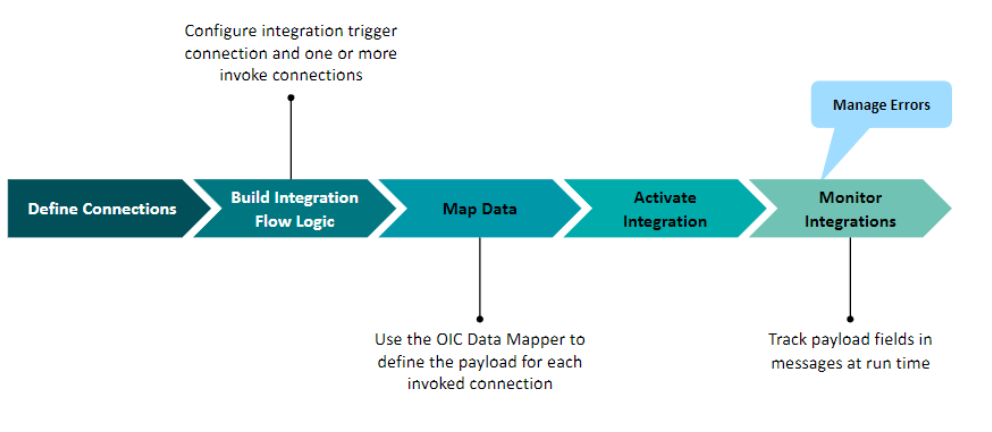 Configure integration trigger
connection and one or more
invoke connections
Manage Errors
Define Connections
Build Integration
Flow Logic
Map Data
Activate
Integration
Monitor
Integrations
Use the OIC Data Mapper to
define the payload for each
invoked connection
Track payload fields in
messages at run time